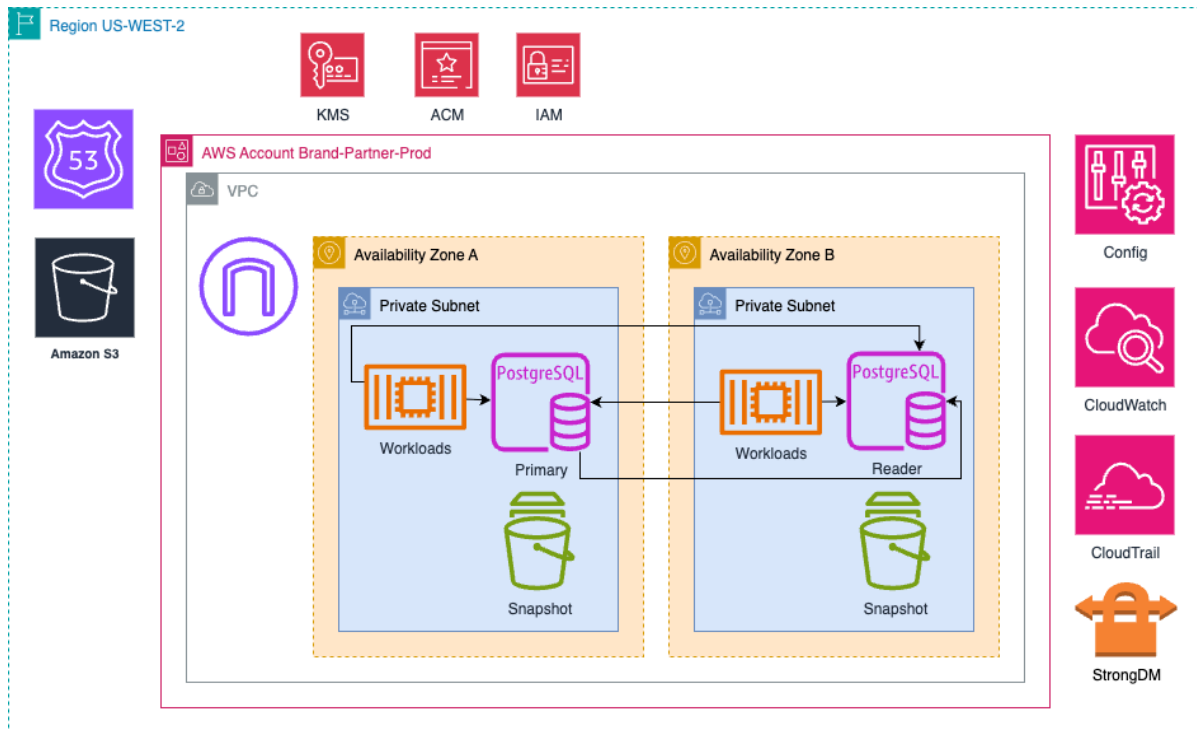 Region US-WEST-2
KMS
ACM
IAM
53
AWS Account Brand-Partner-Prod
VPC
Amazon S3
Availability Zone A
Availability Zone B
Private Subnet
Private Subnet
PostgreSQL
PostgreSQL
Workloads
Primary
Workloads
Reader
Snapshot
Snapshot
Config
CloudWatch
CloudTrail
StrongDM